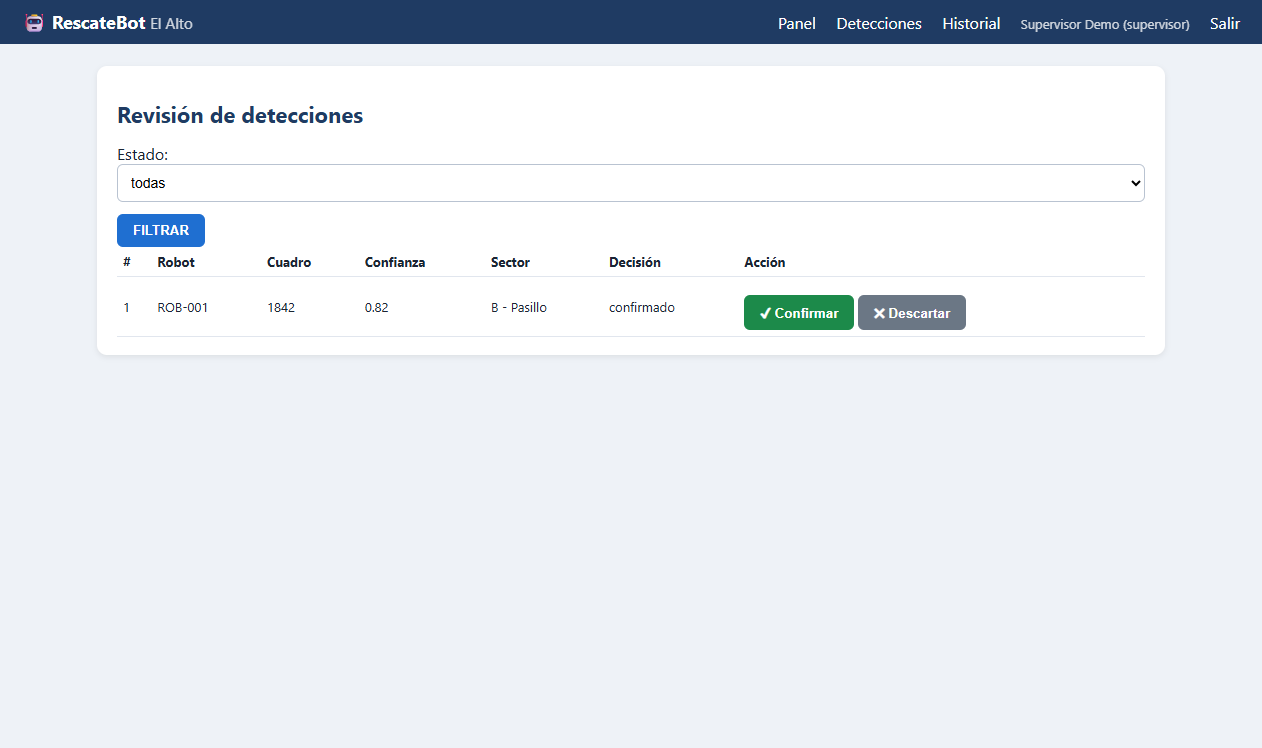 RescateBot El Alto Panel Detecciones Historial Supervisor Demo (supervisor) Salir
Revisión de detecciones
Estado:
todas
FILTRAR
# Robot Cuadro Confianza Sector Decisión Acción
1 ROB-001 1842 0.82 B - Pasillo confirmado ✔ Confirmar ✖ Descartar